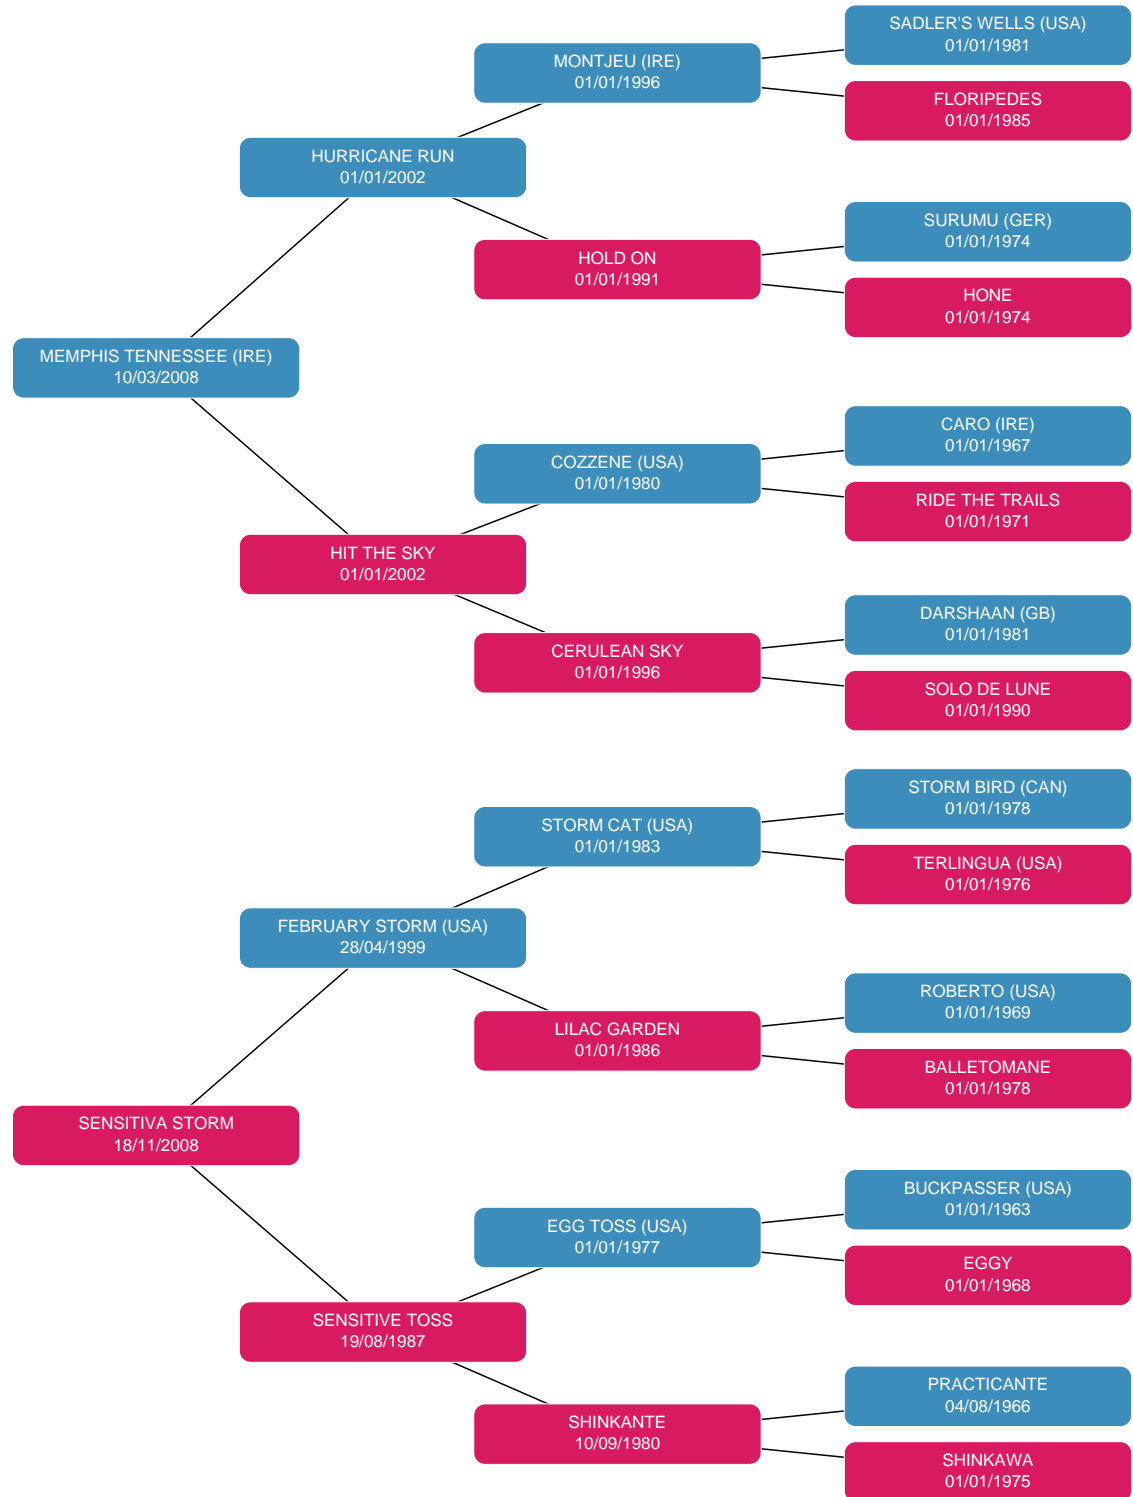 SADLER'S WELLS (USA)
01/01/1981
MONTJEU (IRE)
01/01/1996
FLORIPEDES
01/01/1985
HURRICANE RUN
01/01/2002
SURUMU (GER)
01/01/1974
HOLD ON
01/01/1991
HONE
01/01/1974
MEMPHIS TENNESSEE (IRE)
10/03/2008
CARO (IRE)
01/01/1967
COZZENE (USA)
01/01/1980
RIDE THE TRAILS
01/01/1971
HIT THE SKY
01/01/2002
DARSHAAN (GB)
01/01/1981
CERULEAN SKY
01/01/1996
SOLO DE LUNE
01/01/1990
STORM BIRD (CAN)
01/01/1978
STORM CAT (USA)
01/01/1983
TERLINGUA (USA)
01/01/1976
FEBRUARY STORM (USA)
28/04/1999
ROBERTO (USA)
01/01/1969
LILAC GARDEN
01/01/1986
BALLETOMANE
01/01/1978
SENSITIVA STORM
18/11/2008
BUCKPASSER (USA)
01/01/1963
EGG TOSS (USA)
01/01/1977
EGGY
01/01/1968
SENSITIVE TOSS
19/08/1987
PRACTICANTE
04/08/1966
SHINKANTE
10/09/1980
SHINKAWA
01/01/1975